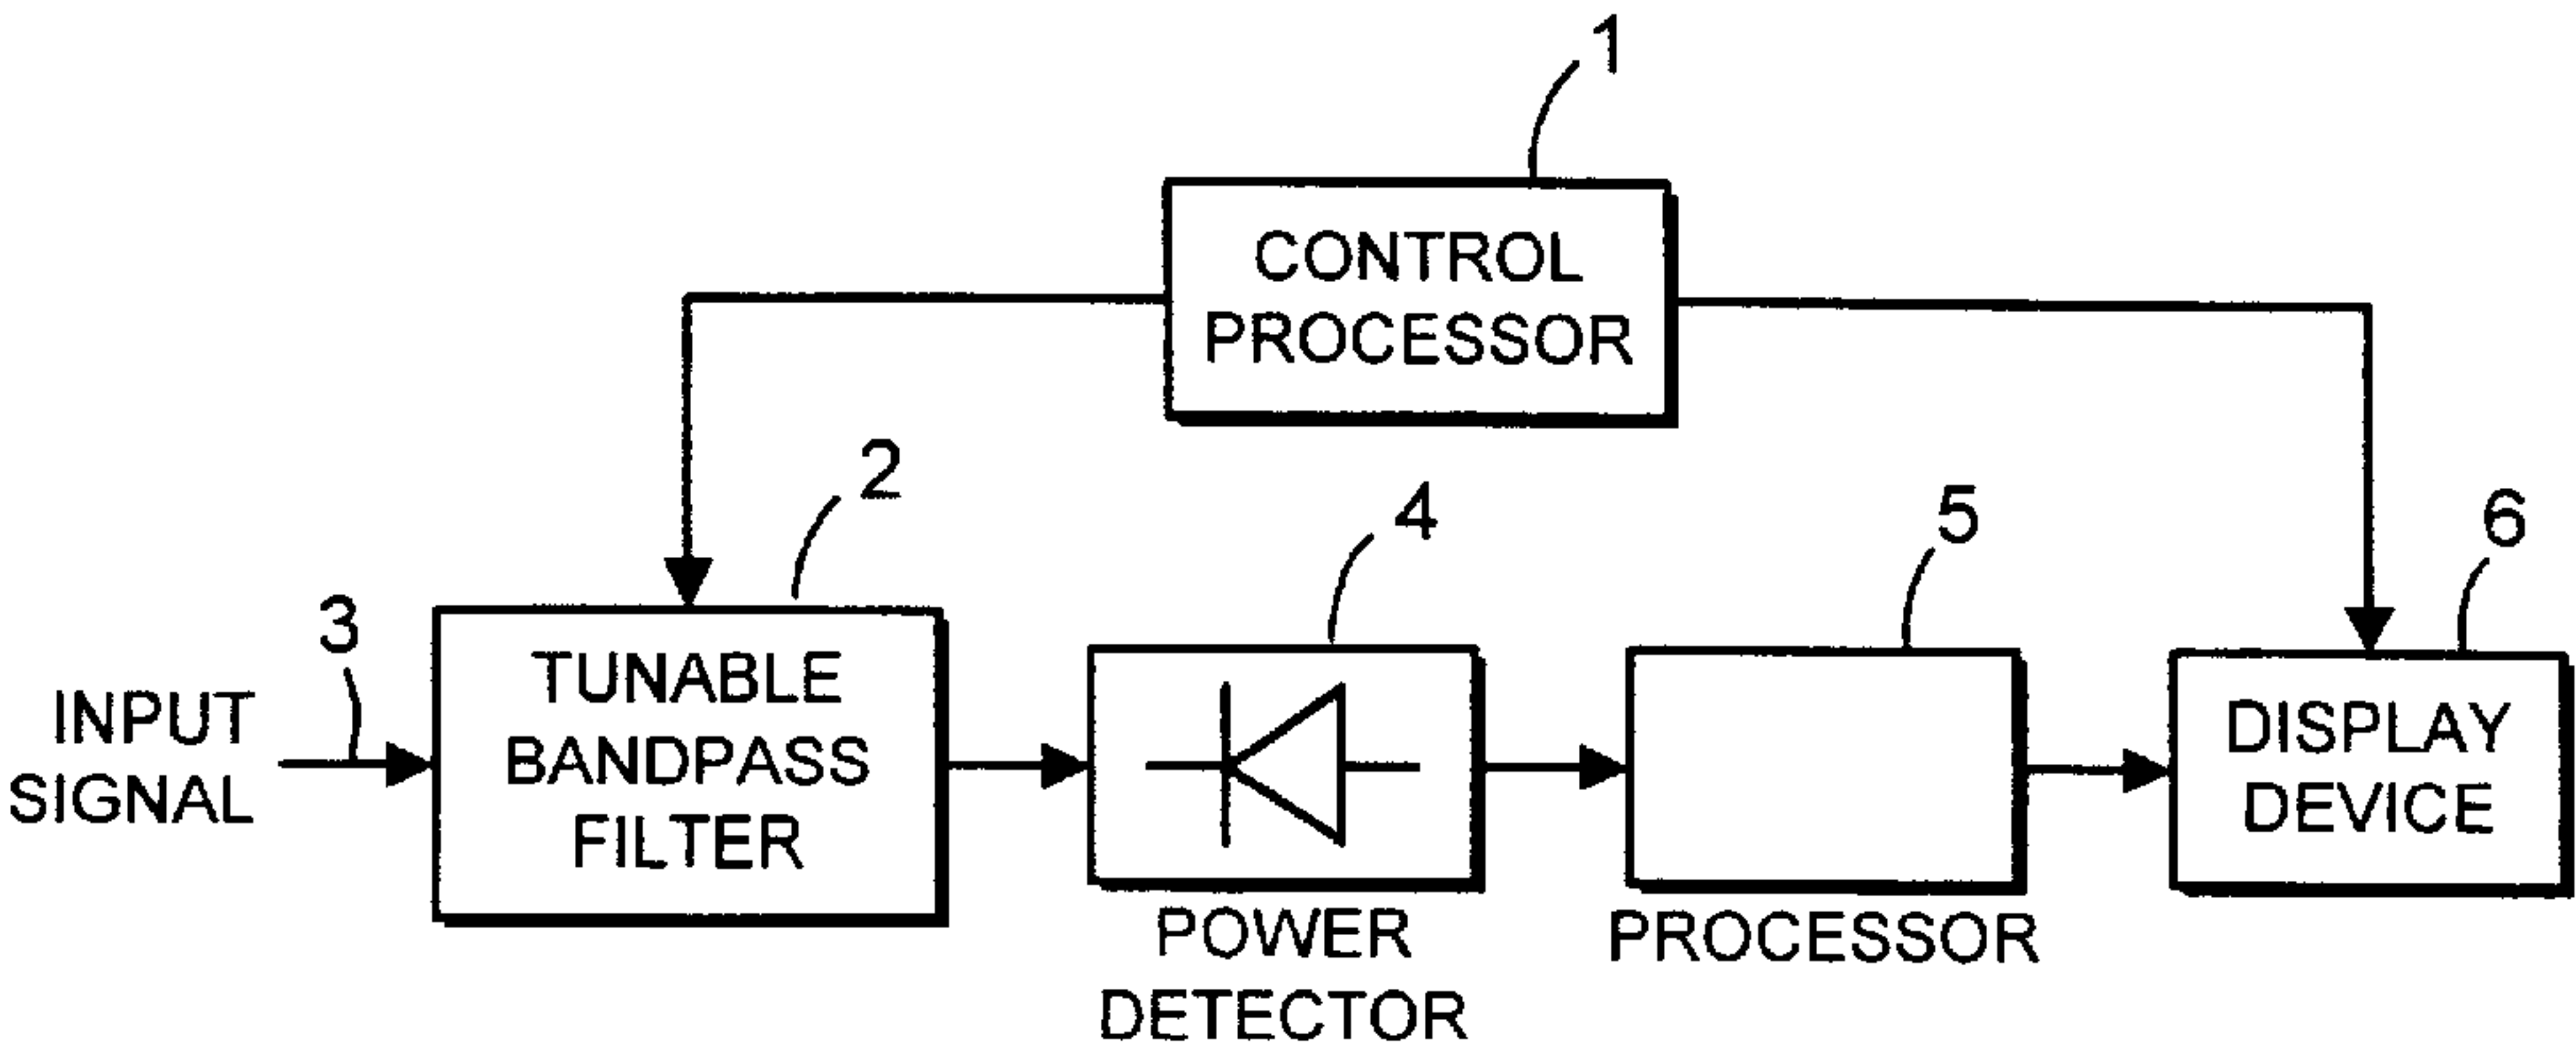 1
CONTROL
PROCESSOR
2
3
4
5
6
INPUT
SIGNAL
TUNABLE
BANDPASS
FILTER
POWER
DETECTOR
PROCESSOR
DISPLAY
DEVICE